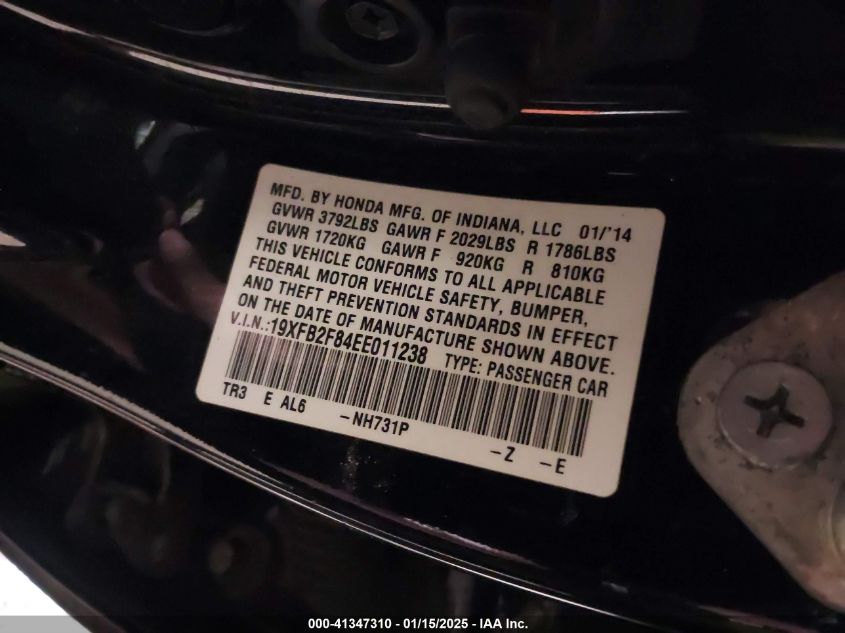 MFD. BY HONDA MFG. OF INDIANA, LLC 01/'14
GVWR 3792LBS GAWR F 2029LBS R 1786LBS
GVWR 1720KG GAWR F 920KG R 810KG
THIS VEHICLE CONFORMS TO ALL APPLICABLE
FEDERAL MOTOR VEHICLE SAFETY, BUMPER,
AND THEFT PREVENTION STANDARDS IN EFFECT
ON THE DATE OF MANUFACTURE SHOWN ABOVE.
V.I.N.:19XFB2F84EE011238 TYPE: PASSENGER CAR
TR3 E AL6 -NH731P
-Z -E
000-41347310 - 01/15/2025 - IAA Inc.